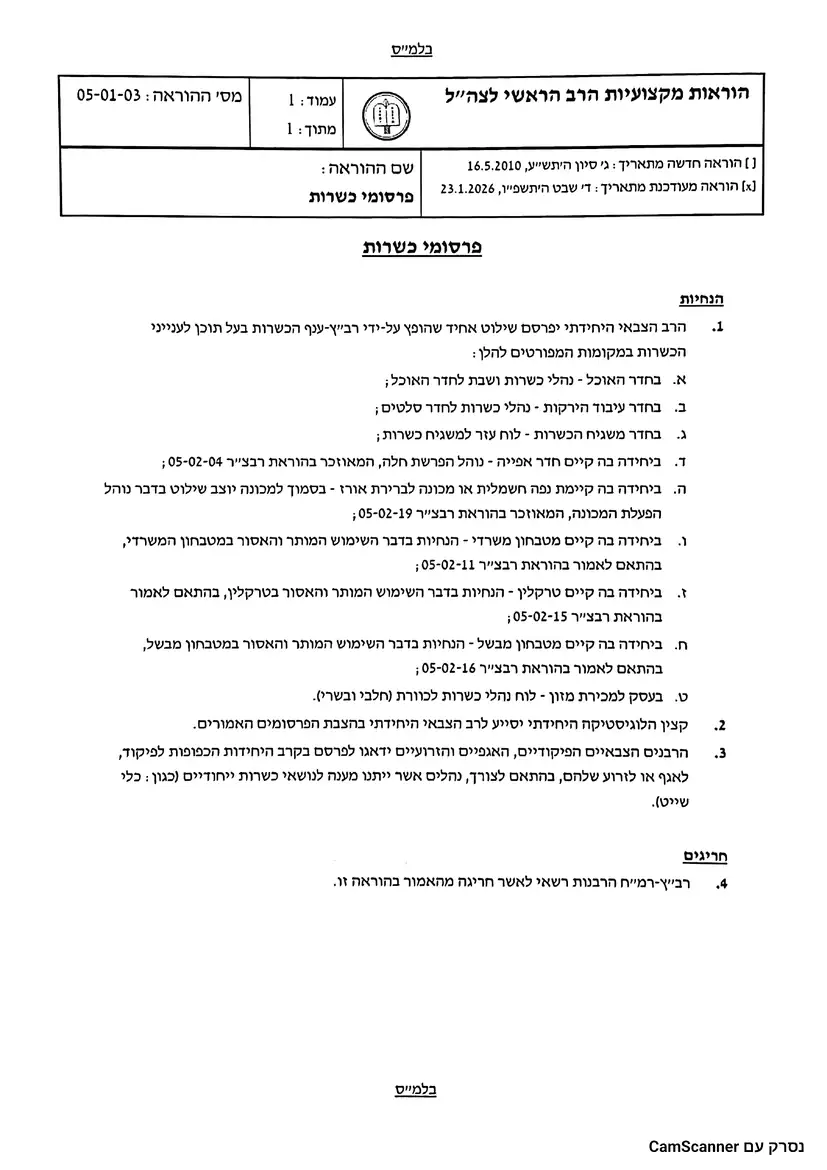 בלמ״ס
הוראות מקצועיות הרב הראשי לצה״ל
עמוד: 1
מתוך: 1
מס׳ ההוראה: 05-01-03
[ ] הוראה חדשה מתאריך: ג׳ סיון ה׳תש״ע, 16.5.2010
[x] הוראה מעודכנת מתאריך: ד׳ שבט ה׳תשפ״ו, 23.1.2026
שם ההוראה:
פרסומי כשרות
פרסומי כשרות
הנחיות
1. הרב הצבאי היחידתי יפרסם שילוט אחיד שהופץ על-ידי רב״ץ-ענף הכשרות בעל תוכן לענייני
הכשרות במקומות המפורטים להלן:
א. בחדר האוכל - נהלי כשרות ושבת לחדר האוכל;
ב. בחדר עיבוד הירקות - נהלי כשרות לחדר סלטים;
ג. בחדר משגיח הכשרות - לוח עזר למשגיח כשרות;
ד. ביחידה בה קיים חדר אפייה - נוהל הפרשת חלה, המאוזכר בהוראת רבצ״ר 05-02-04;
ה. ביחידה בה קיימת נפה חשמלית או מכונה לברירת אורז - בסמוך למכונה יוצב שילוט בדבר נוהל
הפעלת המכונה, המאוזכר בהוראת רבצ״ר 05-02-19;
ו. ביחידה בה קיים מטבחון משרדי - הנחיות בדבר השימוש המותר והאסור במטבחון המשרדי,
בהתאם לאמור בהוראת רבצ״ר 05-02-11;
ז. ביחידה בה קיים טרקלין - הנחיות בדבר השימוש המותר והאסור בטרקלין, בהתאם לאמור
בהוראת רבצ״ר 05-02-15;
ח. ביחידה בה קיים מטבחון מבשל - הנחיות בדבר השימוש המותר והאסור במטבחון מבשל,
בהתאם לאמור בהוראת רבצ״ר 05-02-16;
ט. בעסק למכירת מזון - לוח נהלי כשרות לכוורת (חלבי ובשרי).
2. קצין הלוגיסטיקה היחידתי יסייע לרב הצבאי היחידתי בהצבת הפרסומים האמורים.
3. הרבנים הצבאיים הפיקודיים, האגפיים והזרועיים ידאגו לפרסם בקרב היחידות הכפופות לפיקוד,
לאגף או לזרוע שלהם, בהתאם לצורך, נהלים אשר ייתנו מענה לנושאי כשרות ייחודיים (כגון: כלי
שייט).
חריגים
4. רב״ץ-רמ״ח הרבנות רשאי לאשר חריגה מהאמור בהוראה זו.
בלמ״ס
נסרק עם CamScanner